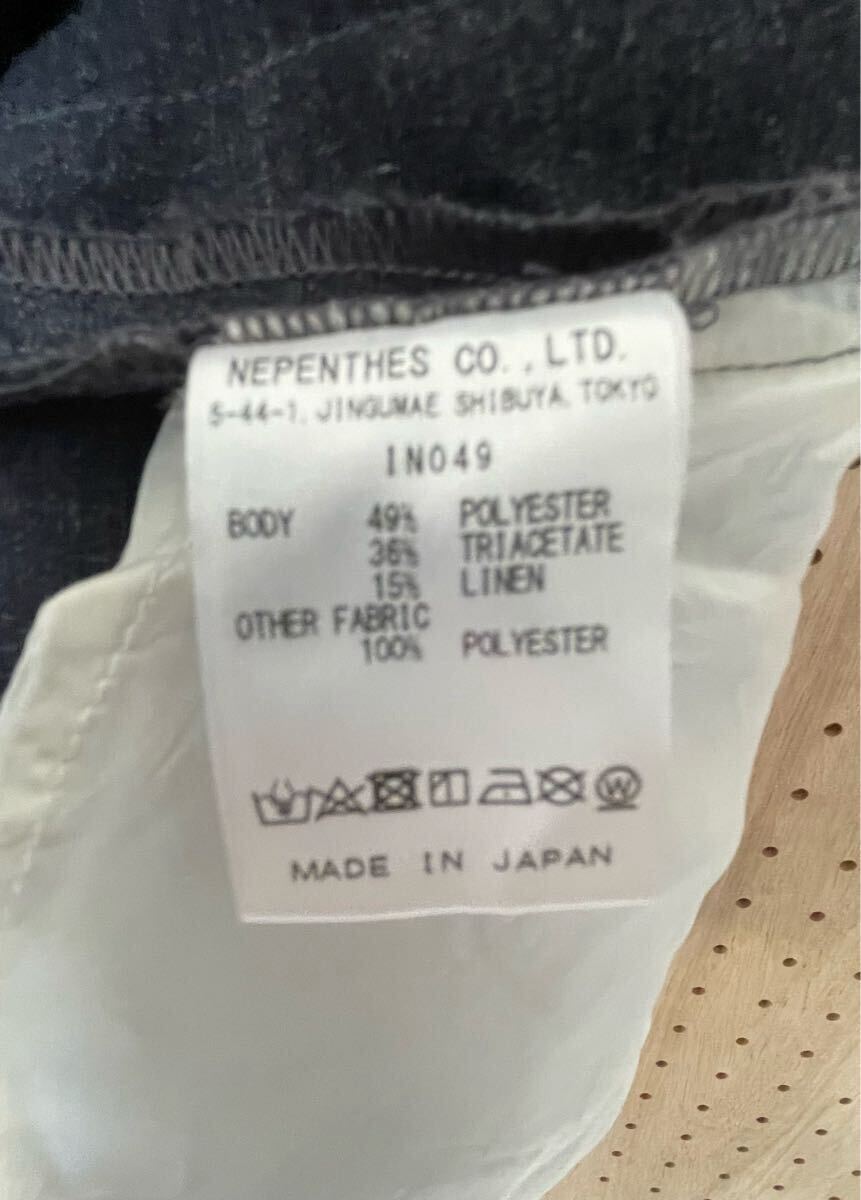 NEPENTHES CO., LTD.
5-44-1, JINGUMAE SHIBUYA, TOKYO
IN049
BODY 49% POLYESTER
36% TRIACETATE
15% LINEN
OTHER FABRIC
100% POLYESTER
W
MADE IN JAPAN